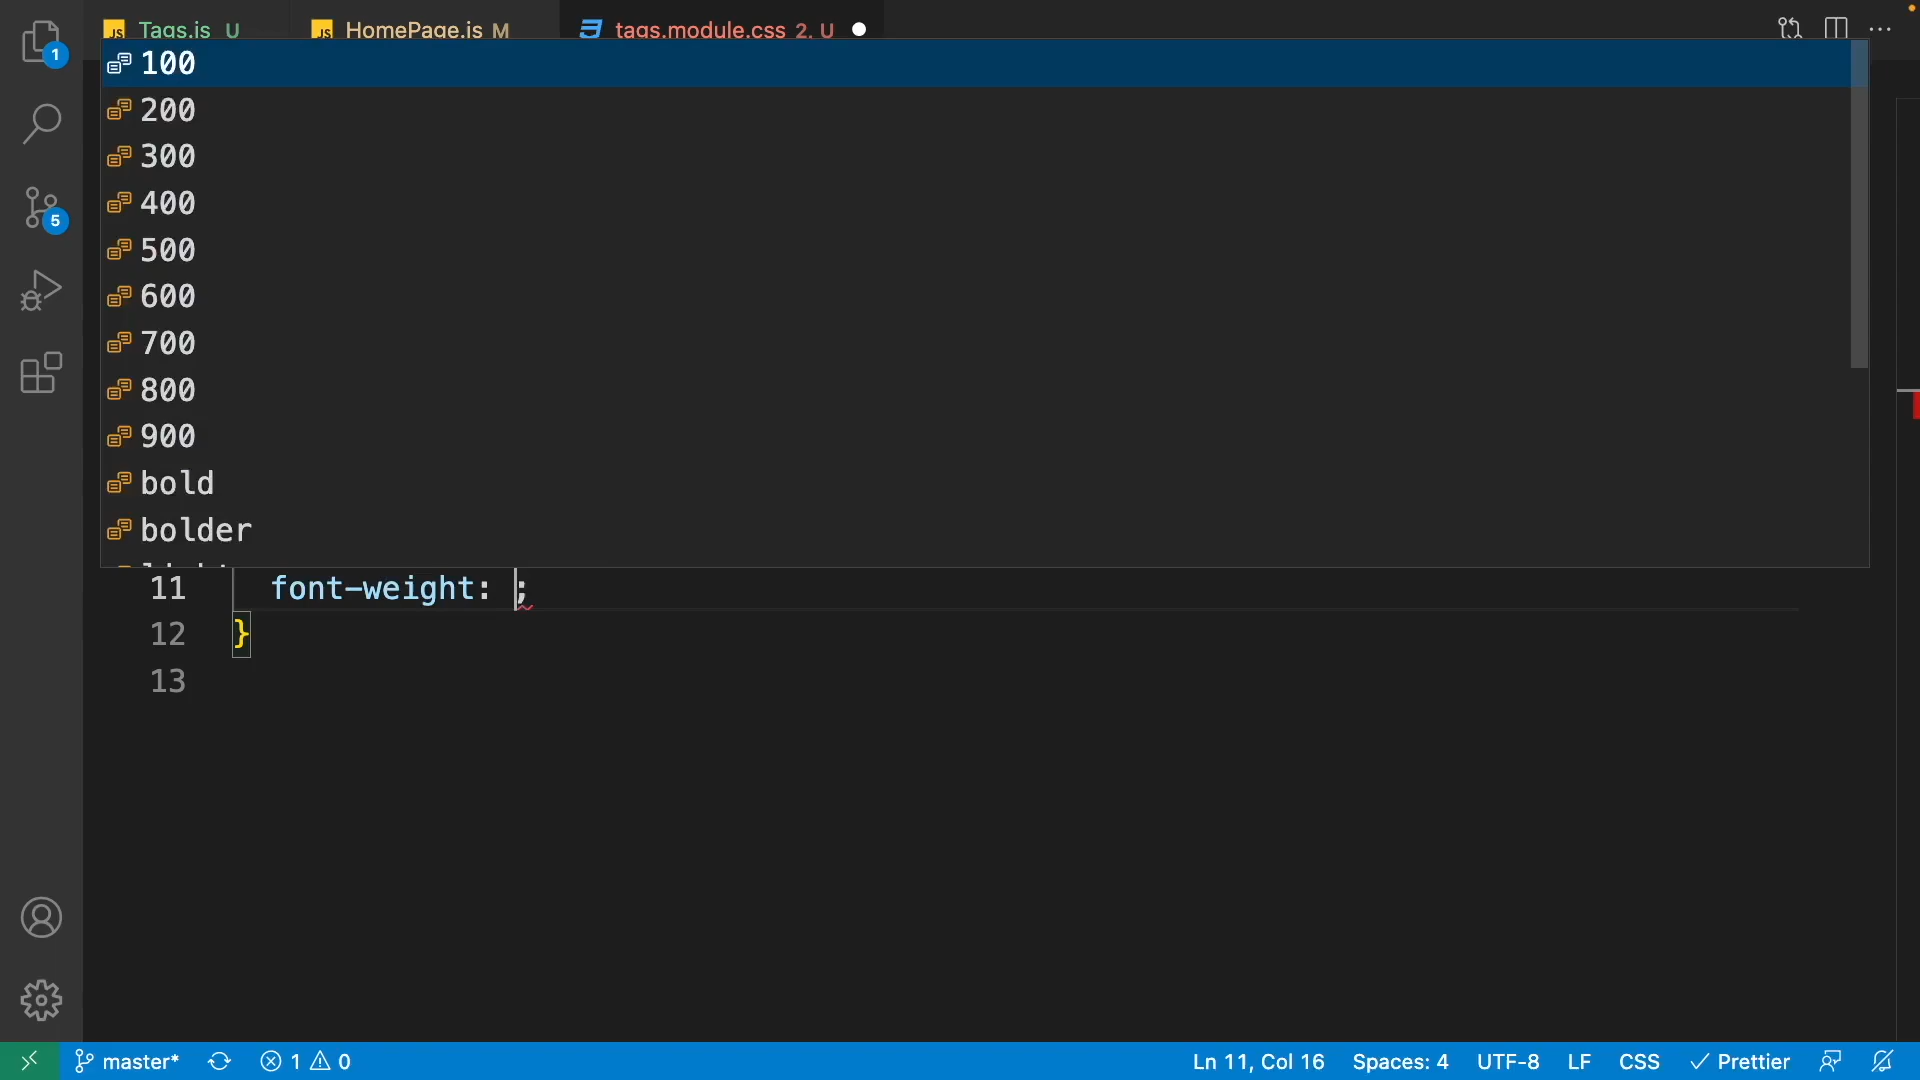 1
Tags.js U
HomePage.js M
tags.module.css 2, U
100
200
300
400
500
600
700
800
900
bold
bolder
11 font-weight: ;
12 }
13
5
master* 1 0
Ln 11, Col 16 Spaces: 4 UTF-8 LF CSS Prettier